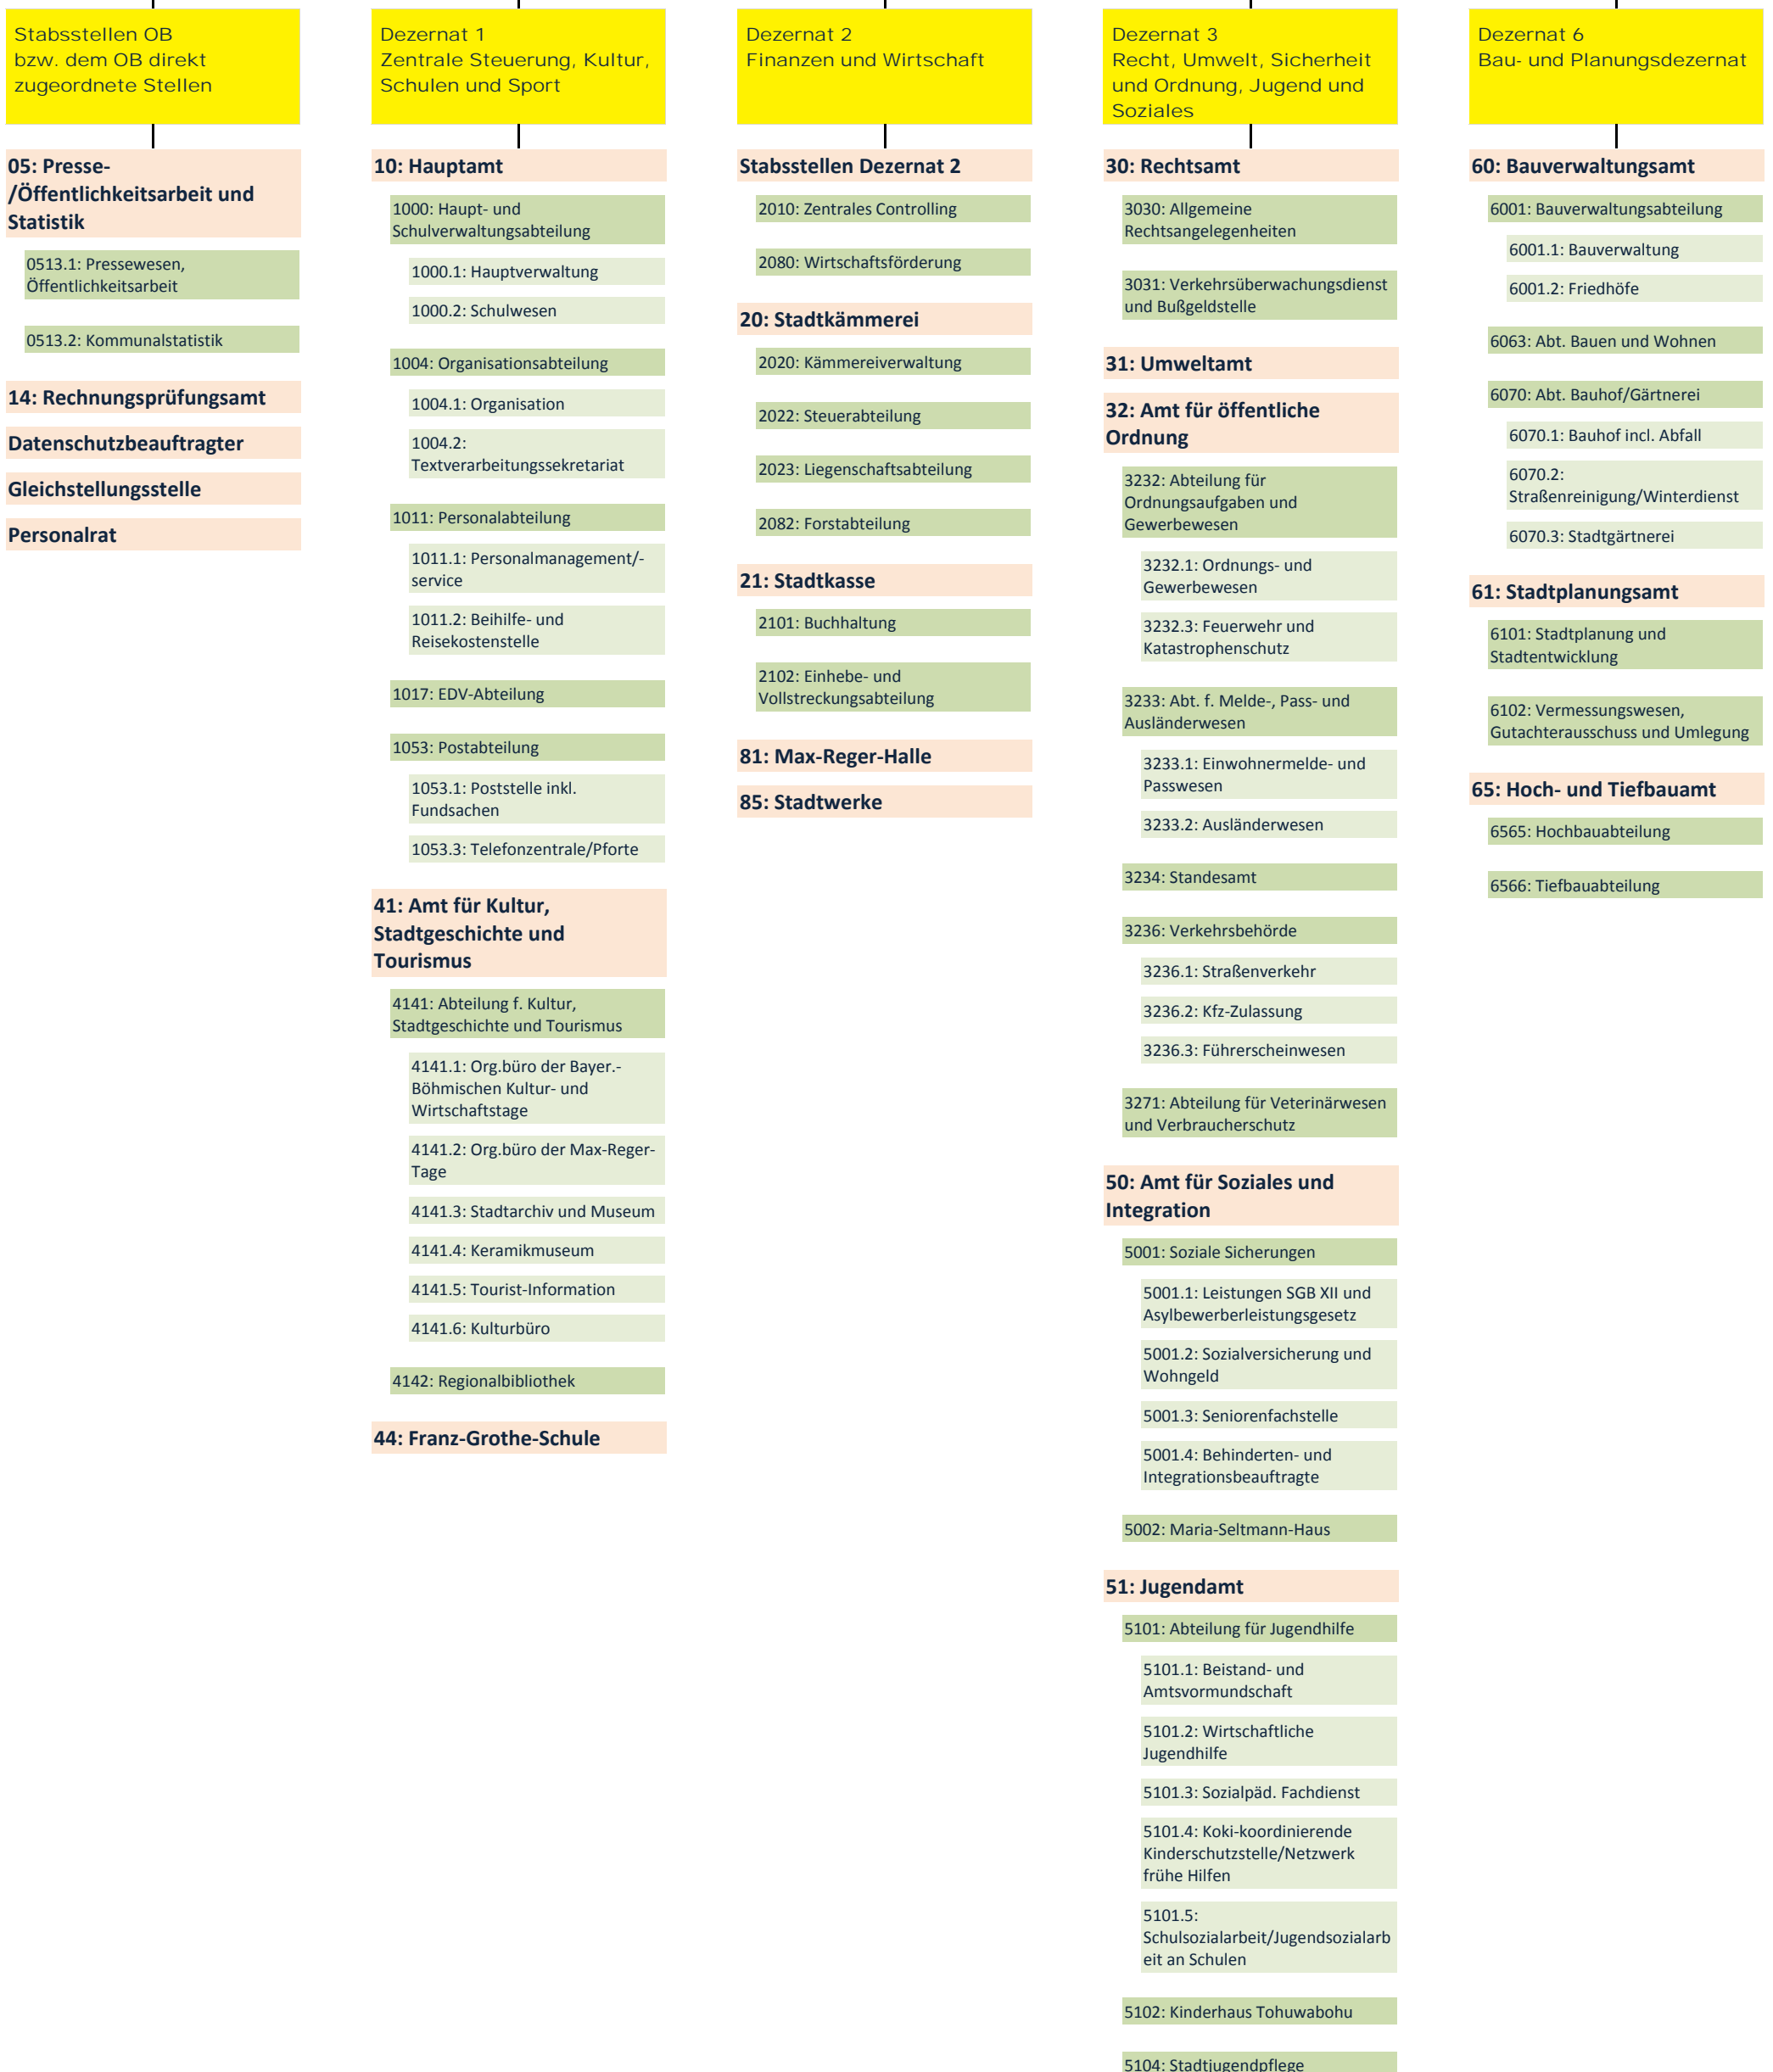 Stabsstellen OB
bzw. dem OB direkt
zugeordnete Stellen
05: Presse-
/Öffentlichkeitsarbeit und
Statistik
0513.1: Pressewesen,
Öffentlichkeitsarbeit
0513.2: Kommunalstatistik
14: Rechnungsprüfungsamt
Datenschutzbeauftragter
Gleichstellungsstelle
Personalrat
Dezernat 1
Zentrale Steuerung, Kultur,
Schulen und Sport
10: Hauptamt
1000: Haupt- und
Schulverwaltungsabteilung
1000.1: Hauptverwaltung
1000.2: Schulwesen
1004: Organisationsabteilung
1004.1: Organisation
1004.2:
Textverarbeitungssekretariat
1011: Personalabteilung
1011.1: Personalmanagement/-
service
1011.2: Beihilfe- und
Reisekostenstelle
1017: EDV-Abteilung
1053: Postabteilung
1053.1: Poststelle inkl.
Fundsachen
1053.3: Telefonzentrale/Pforte
41: Amt für Kultur,
Stadtgeschichte und
Tourismus
4141: Abteilung f. Kultur,
Stadtgeschichte und Tourismus
4141.1: Org.büro der Bayer.-
Böhmischen Kultur- und
Wirtschaftstage
4141.2: Org.büro der Max-Reger-
Tage
4141.3: Stadtarchiv und Museum
4141.4: Keramikmuseum
4141.5: Tourist-Information
4141.6: Kulturbüro
4142: Regionalbibliothek
44: Franz-Grothe-Schule
Dezernat 2
Finanzen und Wirtschaft
Stabsstellen Dezernat 2
2010: Zentrales Controlling
2080: Wirtschaftsförderung
20: Stadtkämmerei
2020: Kämmereiverwaltung
2022: Steuerabteilung
2023: Liegenschaftsabteilung
2082: Forstabteilung
21: Stadtkasse
2101: Buchhaltung
2102: Einhebe- und
Vollstreckungsabteilung
81: Max-Reger-Halle
85: Stadtwerke
Dezernat 3
Recht, Umwelt, Sicherheit
und Ordnung, Jugend und
Soziales
30: Rechtsamt
3030: Allgemeine
Rechtsangelegenheiten
3031: Verkehrsüberwachungsdienst
und Bußgeldstelle
31: Umweltamt
32: Amt für öffentliche
Ordnung
3232: Abteilung für
Ordnungsaufgaben und
Gewerbewesen
3232.1: Ordnungs- und
Gewerbewesen
3232.3: Feuerwehr und
Katastrophenschutz
3233: Abt. f. Melde-, Pass- und
Ausländerwesen
3233.1: Einwohnermelde- und
Passwesen
3233.2: Ausländerwesen
3234: Standesamt
3236: Verkehrsbehörde
3236.1: Straßenverkehr
3236.2: Kfz-Zulassung
3236.3: Führerscheinwesen
3271: Abteilung für Veterinärwesen
und Verbraucherschutz
50: Amt für Soziales und
Integration
5001: Soziale Sicherungen
5001.1: Leistungen SGB XII und
Asylbewerberleistungsgesetz
5001.2: Sozialversicherung und
Wohngeld
5001.3: Seniorenfachstelle
5001.4: Behinderten- und
Integrationsbeauftragte
5002: Maria-Seltmann-Haus
51: Jugendamt
5101: Abteilung für Jugendhilfe
5101.1: Beistand- und
Amtsvormundschaft
5101.2: Wirtschaftliche
Jugendhilfe
5101.3: Sozialpäd. Fachdienst
5101.4: Koki-koordinierende
Kinderschutzstelle/Netzwerk
frühe Hilfen
5101.5:
Schulsozialarbeit/Jugendsozialarb
eit an Schulen
5102: Kinderhaus Tohuwabohu
5104: Stadtjugendpflege
Dezernat 6
Bau- und Planungsdezernat
60: Bauverwaltungsamt
6001: Bauverwaltungsabteilung
6001.1: Bauverwaltung
6001.2: Friedhöfe
6063: Abt. Bauen und Wohnen
6070: Abt. Bauhof/Gärtnerei
6070.1: Bauhof incl. Abfall
6070.2:
Straßenreinigung/Winterdienst
6070.3: Stadtgärtnerei
61: Stadtplanungsamt
6101: Stadtplanung und
Stadtentwicklung
6102: Vermessungswesen,
Gutachterausschuss und Umlegung
65: Hoch- und Tiefbauamt
6565: Hochbauabteilung
6566: Tiefbauabteilung